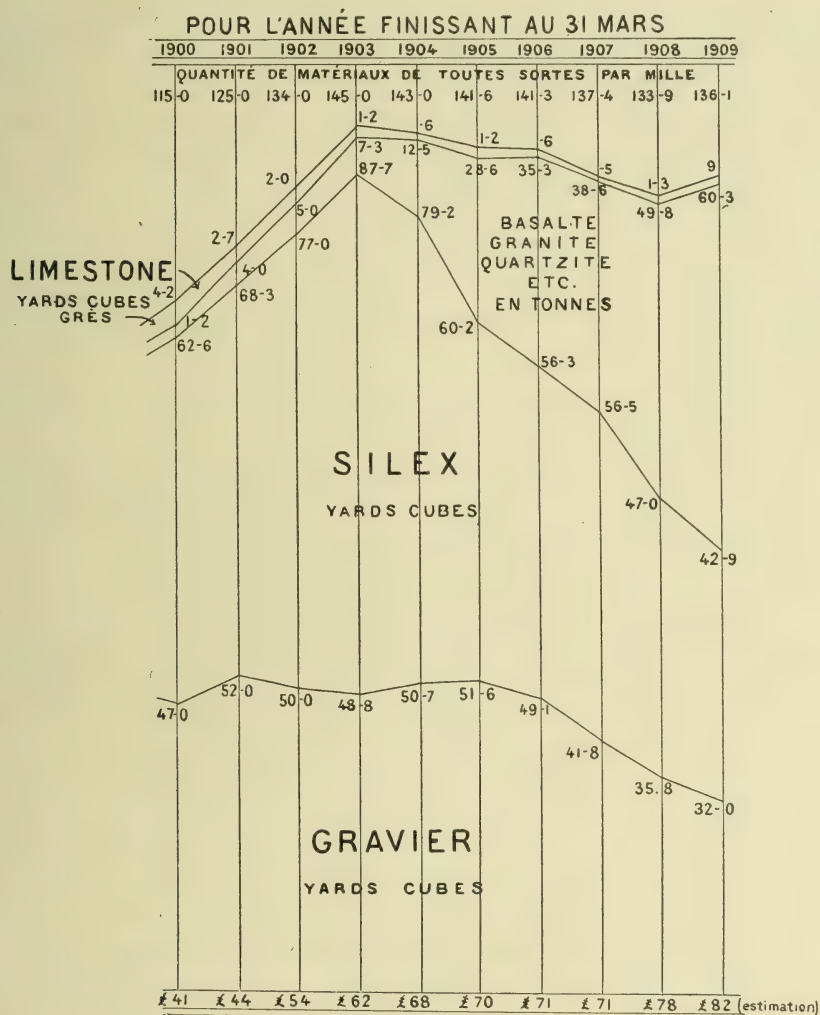 POUR L'ANNÉE FINISSANT AU 31 MARS
1900 1901 1902 1903 1904 1905 1906 1907 1908 1909
QUANTITÉ DE MATÉRIAUX DE TOUTES SORTES PAR MILLE
115-0 125-0 134-0 145-0 143-0 141-6 141-3 137-4 133-9 136-1
1-2 -6 1-2 -6 -5 1-3 9
7-3 12-5 28-6 35-3 38-6 49-8 60-3
87-7
2-0
5-0
79-2
77-0
BASALTE
GRANITE
QUARTZITE
ETC.
EN TONNES
2-7
4-0
68-3
LIMESTONE
4-2
YARDS CUBES
GRÈS
1-2
62-6
60-2
56-3
56-5
SILEX
YARDS CUBES
47-0
42-9
47-0 52-0 50-0 48-8 50-7 51-6 49-1
41-8
35.8
32-0
GRAVIER
YARDS CUBES
£41 £44 £54 £62 £68 £70 £71 £71 £78 £82 (estimation)